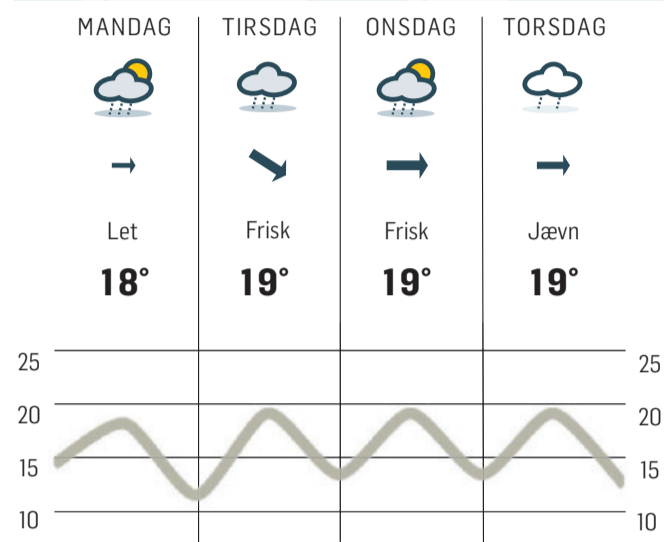 MANDAG TIRSDAG ONSDAG TORSDAG
Let Frisk Frisk Jævn
18° 19° 19° 19°
25 25
20 20
15 15
10 10